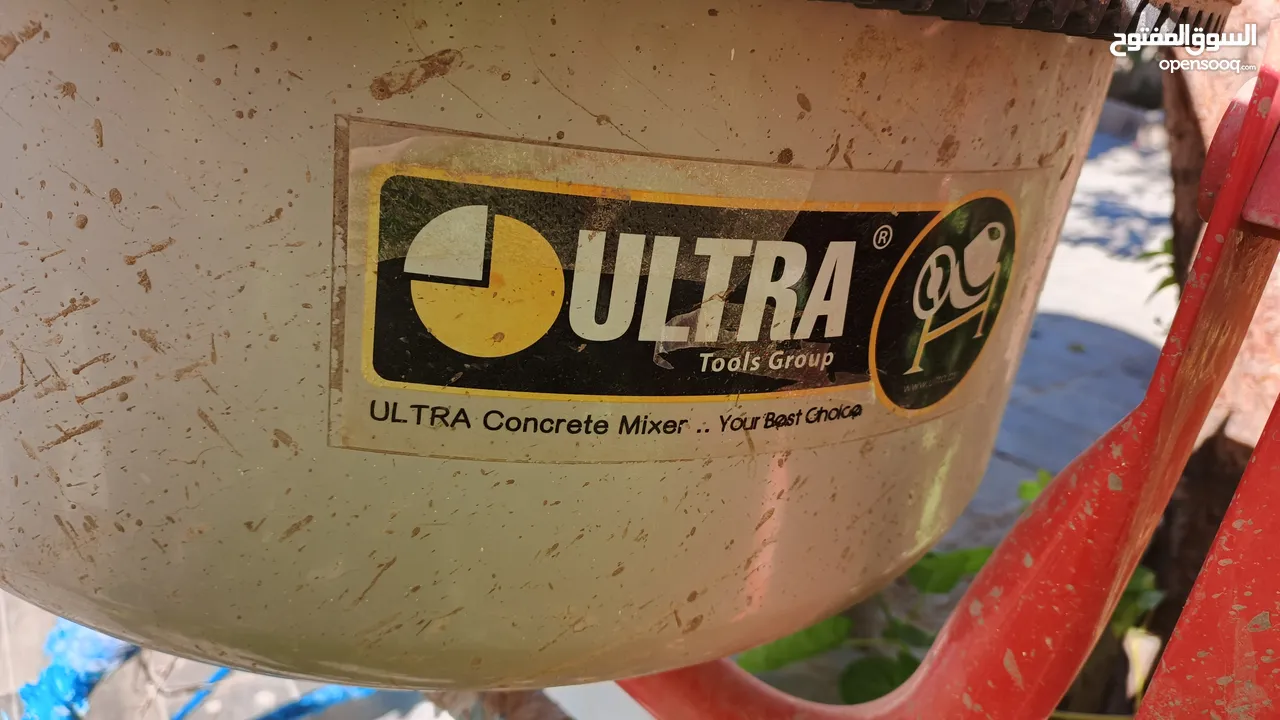 السوق المفتوح
opensooq.com
ULTRA ®
Tools Group
ULTRA Concrete Mixer .. Your Best Choice